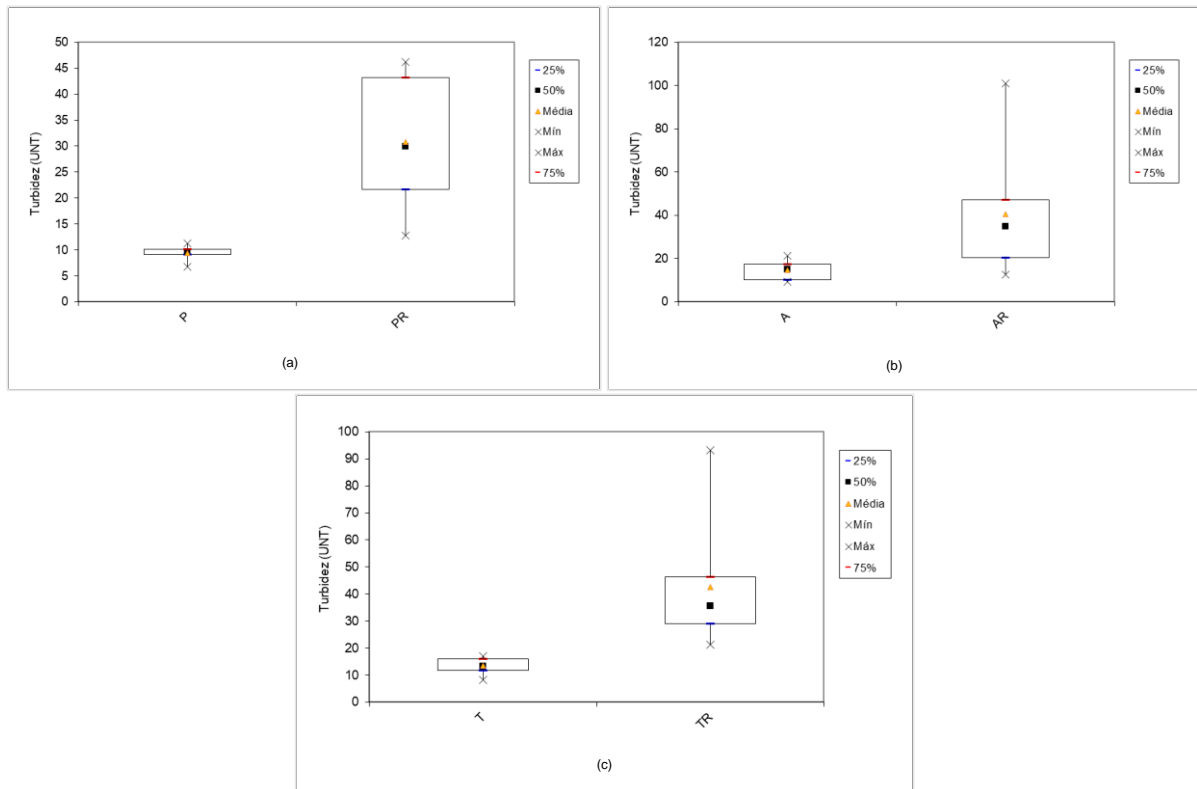 50
45
40
35
30
25
20
15
10
5
0
Turbidez (UNT)
P
PR
25%
50%
Média
Mín
Máx
75%
(a)
120
100
80
60
40
20
0
Turbidez (UNT)
A
AR
25%
50%
Média
Mín
Máx
75%
(b)
100
90
80
70
60
50
40
30
20
10
0
Turbidez (UNT)
T
TR
25%
50%
Média
Mín
Máx
75%
(c)